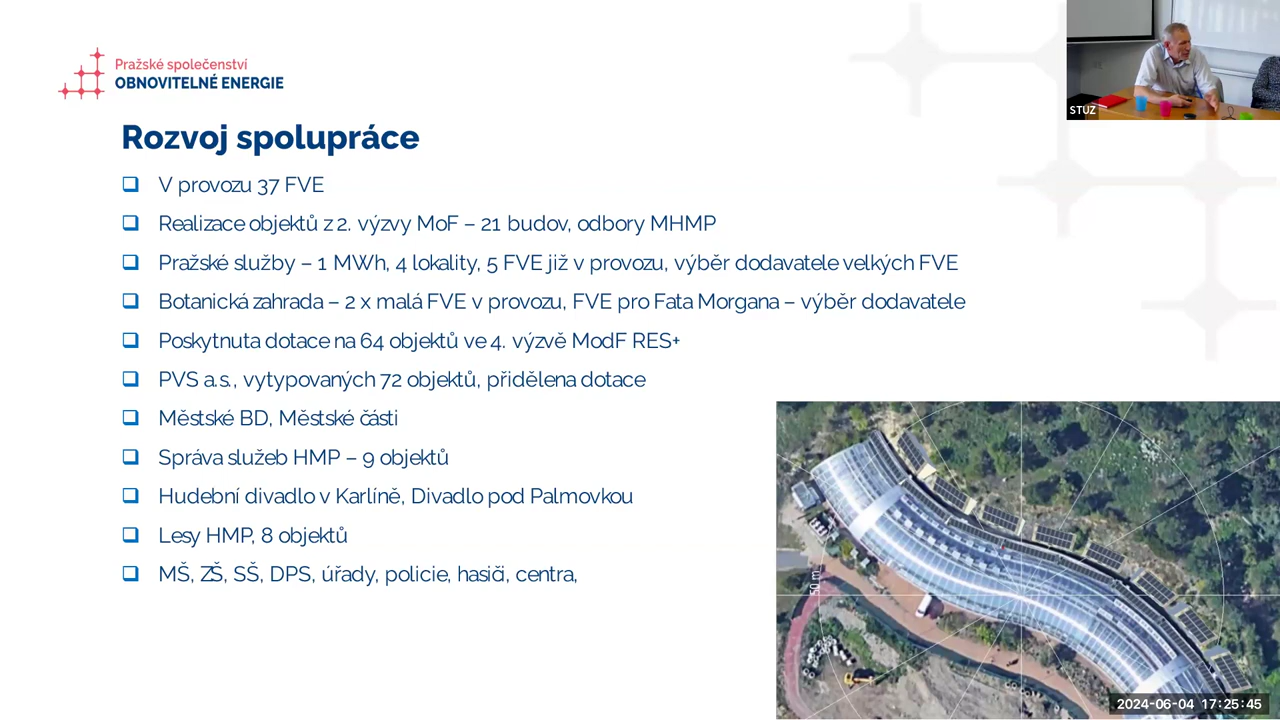 Pražské společenství
OBNOVITELNÉ ENERGIE
STUZ
Rozvoj spolupráce
V provozu 37 FVE
Realizace objektů z 2. výzvy MoF – 21 budov, odbory MHMP
Pražské služby – 1 MWh, 4 lokality, 5 FVE již v provozu, výběr dodavatele velkých FVE
Botanická zahrada – 2 x malá FVE v provozu, FVE pro Fata Morgana – výběr dodavatele
Poskytnuta dotace na 64 objektů ve 4. výzvě ModF RES+
PVS a.s., vytypovaných 72 objektů, přidělena dotace
Městské BD, Městské části
Správa služeb HMP – 9 objektů
Hudební divadlo v Karlíně, Divadlo pod Palmovkou
Lesy HMP, 8 objektů
MŠ, ZŠ, SŠ, DPS, úřady, policie, hasiči, centra,
50 m
2024-06-04 17:25:45